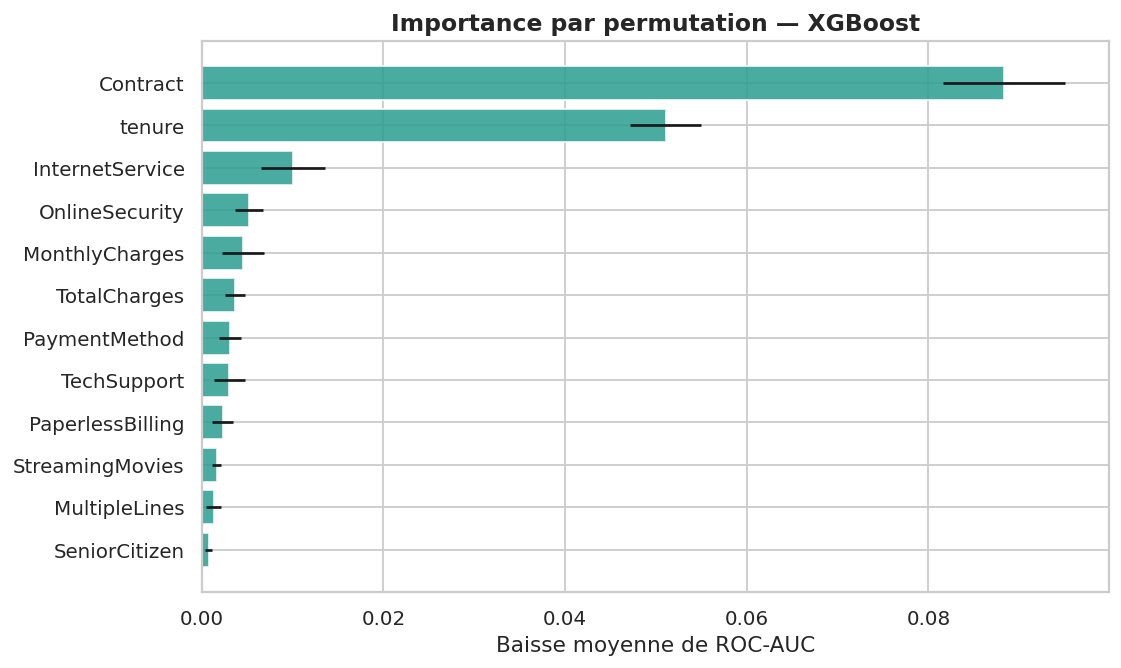 Importance par permutation — XGBoost
Contract
tenure
InternetService
OnlineSecurity
MonthlyCharges
TotalCharges
PaymentMethod
TechSupport
PaperlessBilling
StreamingMovies
MultipleLines
SeniorCitizen
0.00 0.02 0.04 0.06 0.08
Baisse moyenne de ROC-AUC